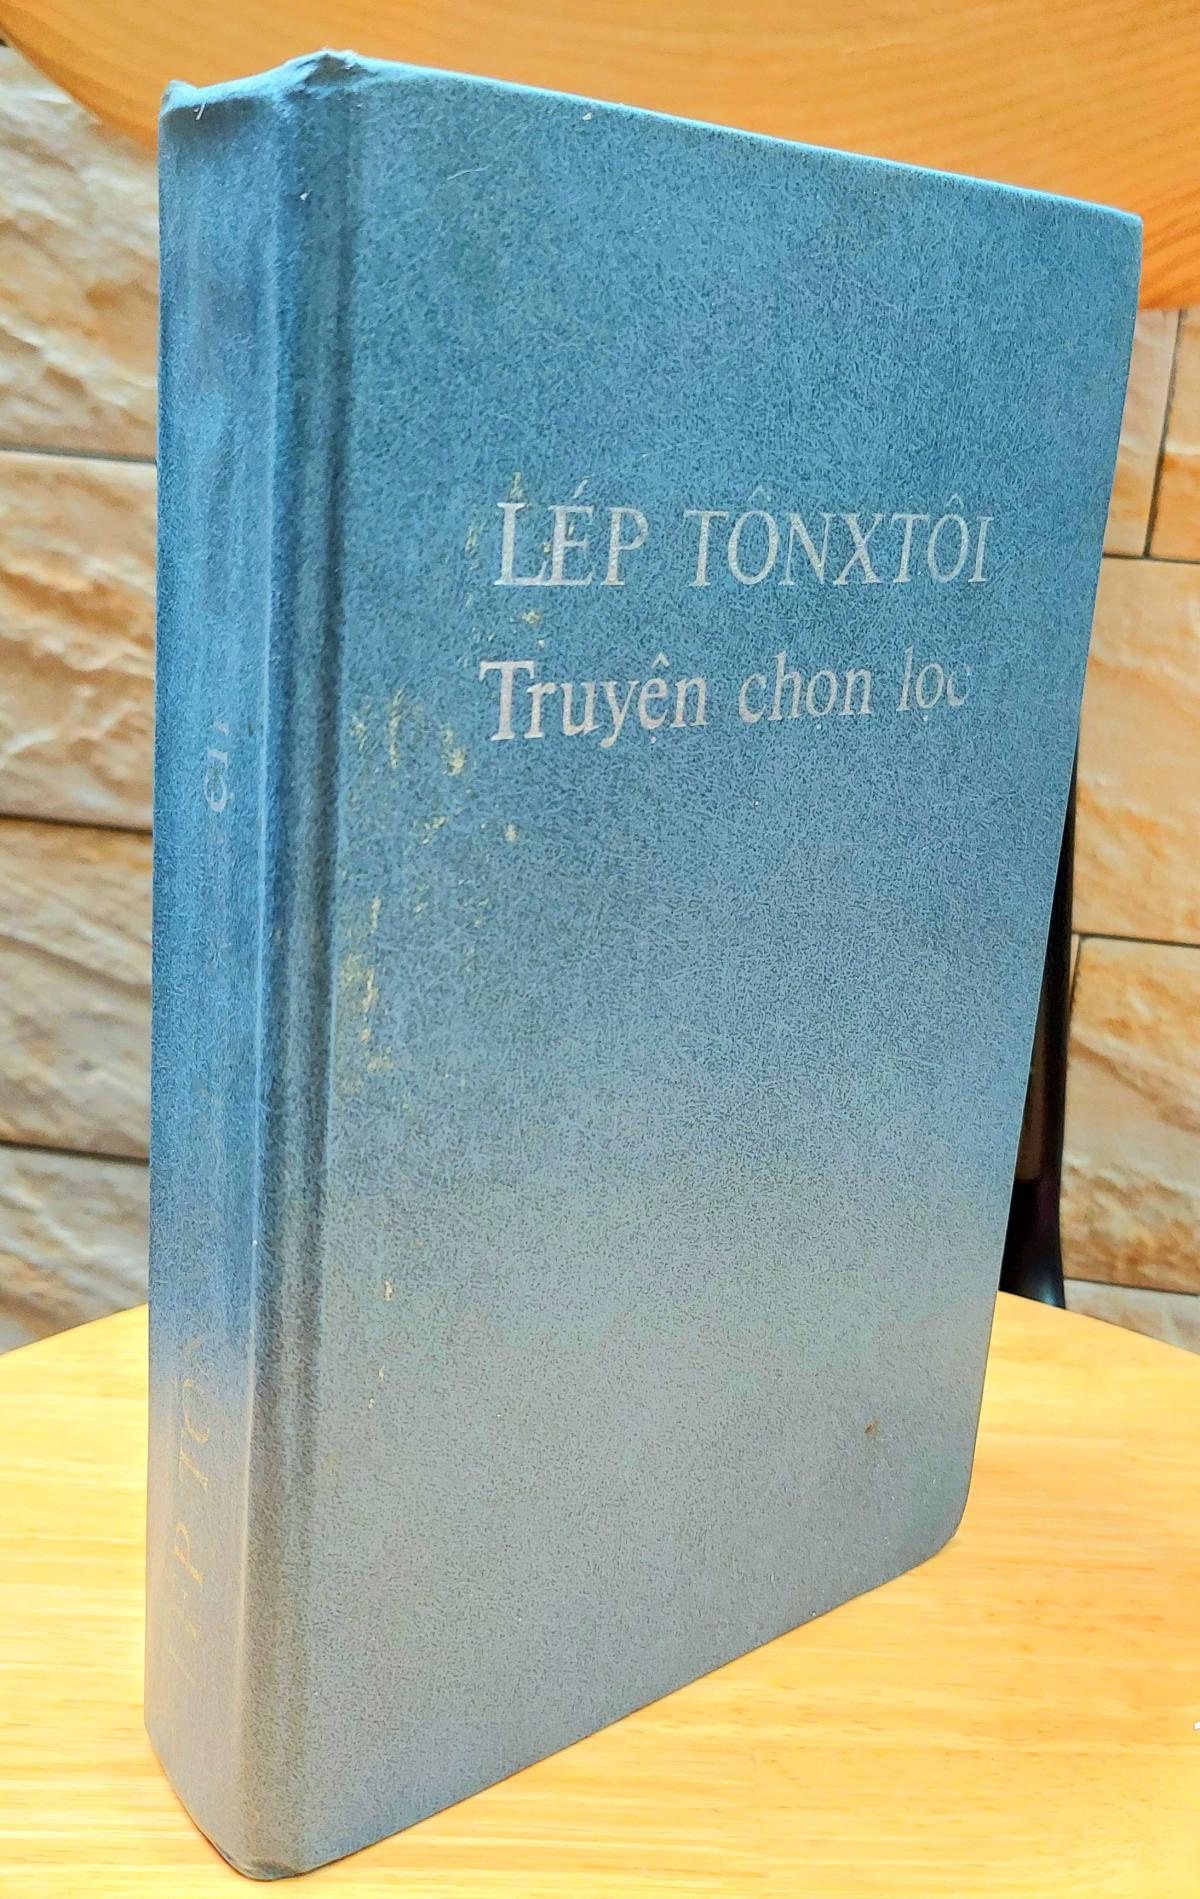 LÉP TÔNXTÔI
Truyện chọn lọc